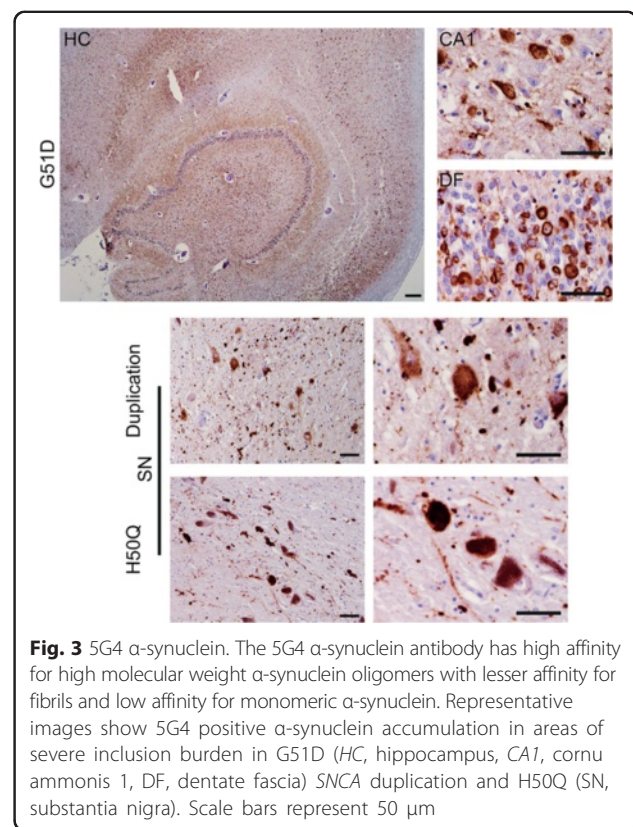 HC
CA1
G51D
DF
Duplication
SN
H50Q
Fig. 3 5G4 α-synuclein. The 5G4 α-synuclein antibody has high affinity
for high molecular weight α-synuclein oligomers with lesser affinity for
fibrils and low affinity for monomeric α-synuclein. Representative
images show 5G4 positive α-synuclein accumulation in areas of
severe inclusion burden in G51D (HC, hippocampus, CA1, cornu
ammonis 1, DF, dentate fascia) SNCA duplication and H50Q (SN,
substantia nigra). Scale bars represent 50 μm